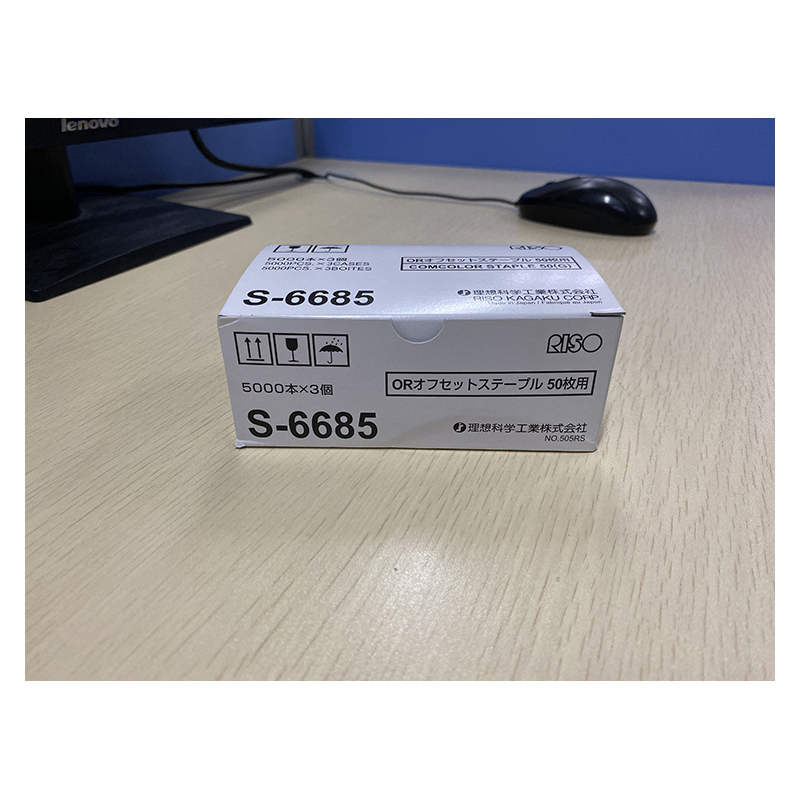 lenovo
RISO
5000本×3個
5000PCS. × 3CASES
5000PCS. × 3BOITES
ORオフセットステープル 50枚用
COMCOLOR STAPLE 50(G)
S-6685
理想科学工業株式会社
RISO KAGAKU CORP.
Made in Japan / Fabriqué au Japon
RISO
5000本×3個
ORオフセットステープル 50枚用
S-6685
理想科学工業株式会社
NO.505RS